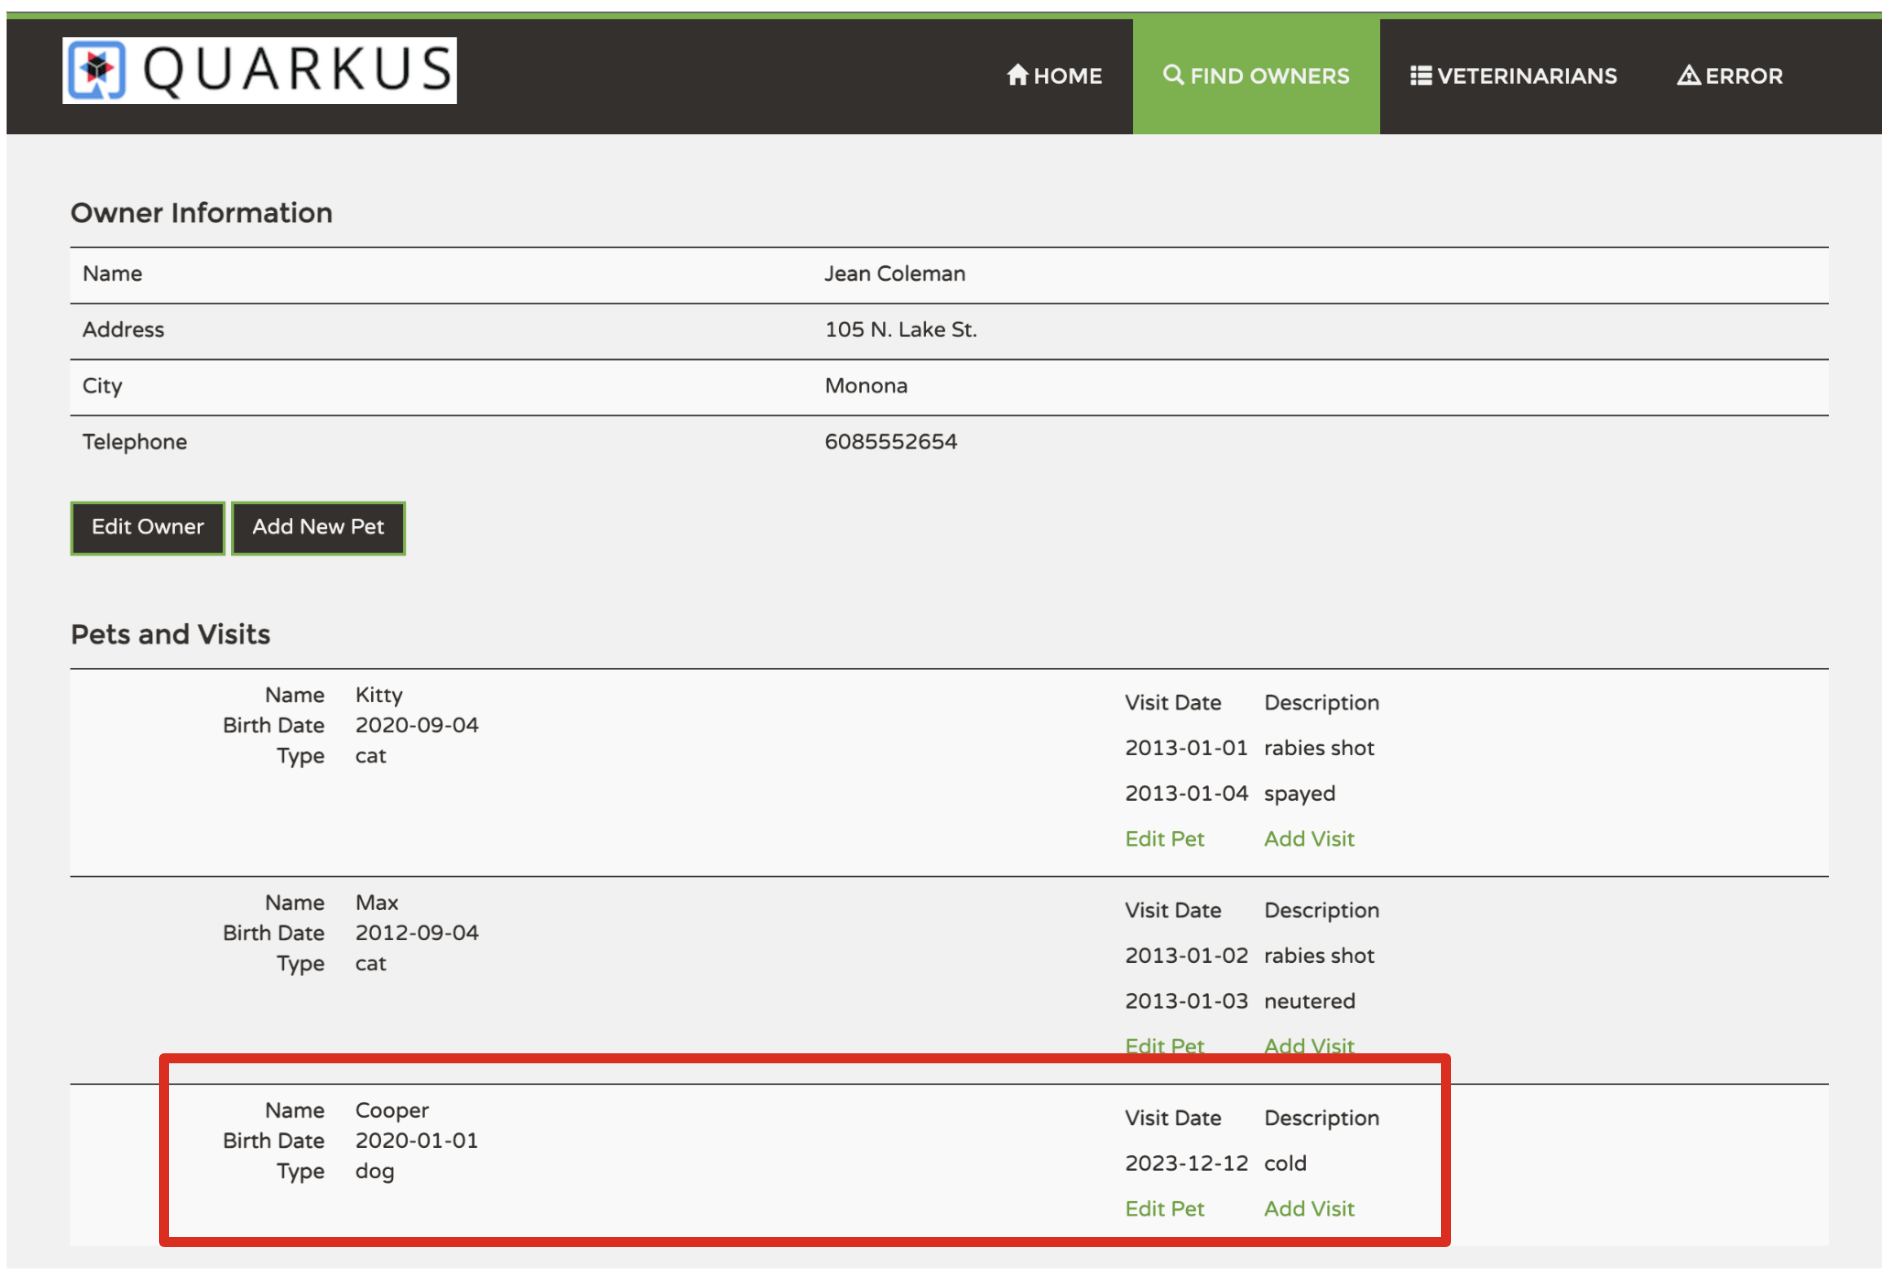 QUARKUS
HOME FIND OWNERS VETERINARIANS ERROR
Owner Information
Name Jean Coleman
Address 105 N. Lake St.
City Monona
Telephone 6085552654
Edit Owner Add New Pet
Pets and Visits
Name Kitty
Birth Date 2020-09-04
Type cat
Visit Date Description
2013-01-01 rabies shot
2013-01-04 spayed
Edit Pet Add Visit
Name Max
Birth Date 2012-09-04
Type cat
Visit Date Description
2013-01-02 rabies shot
2013-01-03 neutered
Edit Pet Add Visit
Name Cooper
Birth Date 2020-01-01
Type dog
Visit Date Description
2023-12-12 cold
Edit Pet Add Visit